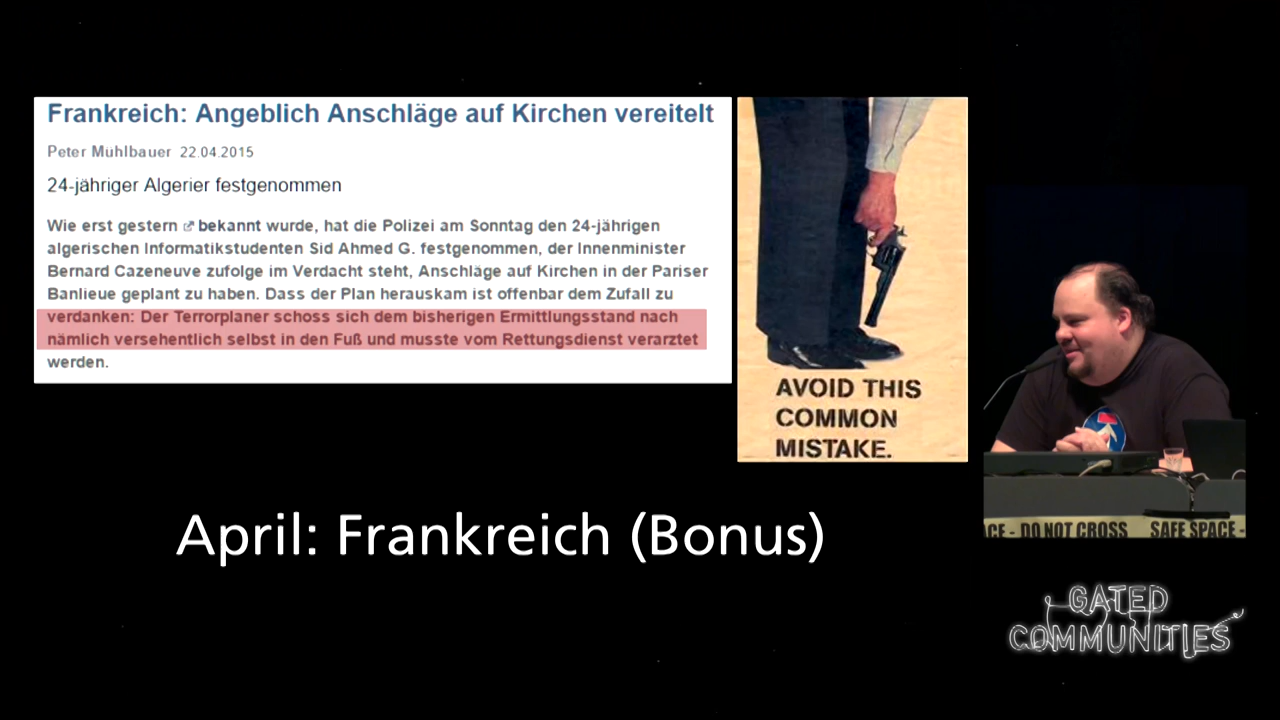 Frankreich: Angeblich Anschläge auf Kirchen vereitelt
Peter Mühlbauer 22.04.2015
24-jähriger Algerier festgenommen
Wie erst gestern bekannt wurde, hat die Polizei am Sonntag den 24-jährigen
algerischen Informatikstudenten Sid Ahmed G. festgenommen, der Innenminister
Bernard Cazeneuve zufolge im Verdacht steht, Anschläge auf Kirchen in der Pariser
Banlieue geplant zu haben. Dass der Plan herauskam ist offenbar dem Zufall zu
verdanken: Der Terrorplaner schoss sich dem bisherigen Ermittlungsstand nach
nämlich versehentlich selbst in den Fuß und musste vom Rettungsdienst verarztet
werden.
AVOID THIS
COMMON
MISTAKE.
April: Frankreich (Bonus)
CE - DO NOT CROSS SAFE SPACE -
GATED
COMMUNITIES